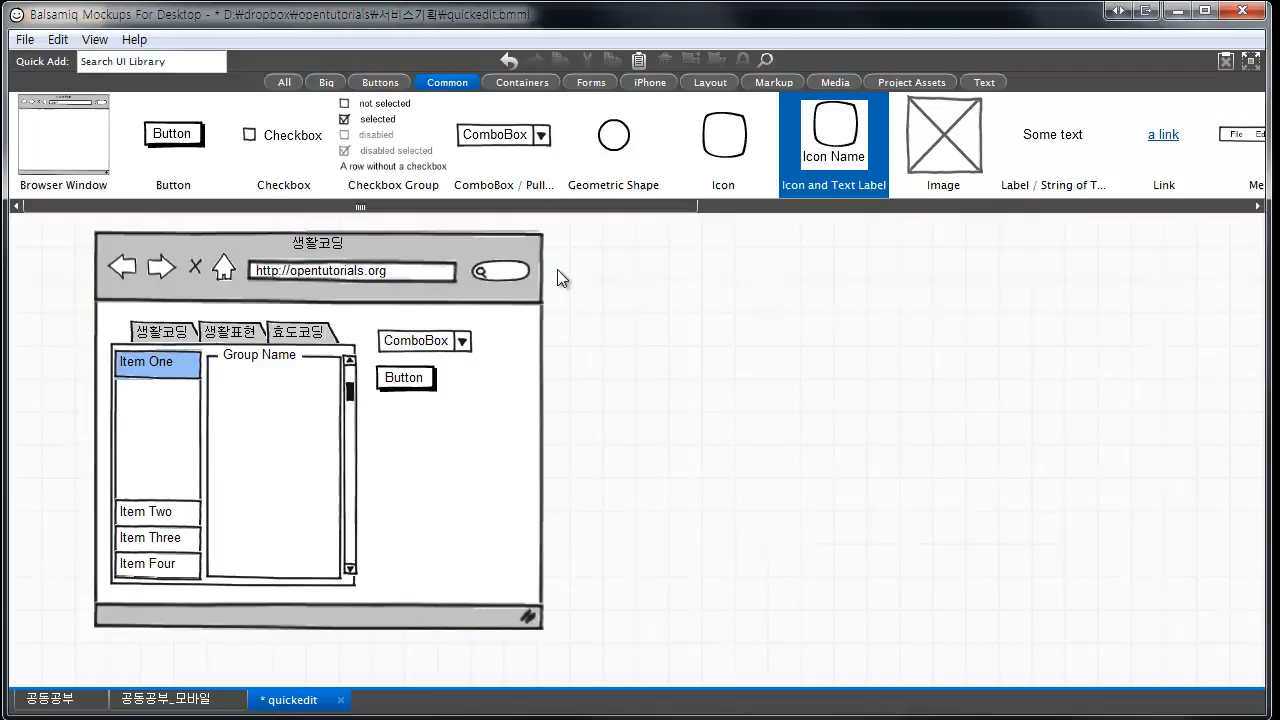 Balsamiq Mockups For Desktop - * D:\dropbox\opentutorials\서비스기획\quickedit.bmml
File Edit View Help
Quick Add: Search UI Library
All Big Buttons Common Containers Forms iPhone Layout Markup Media Project Assets Text
Button
Checkbox
not selected
selected
disabled
disabled selected
A row without a checkbox
ComboBox
Icon Name
Some text
a link
File Ed
Browser Window Button Checkbox Checkbox Group ComboBox / Pull... Geometric Shape Icon Icon and Text Label Image Label / String of T... Link Me
생활코딩
http://opentutorials.org
생활코딩 생활표현 효도코딩
ComboBox
Item One
Group Name
Button
Item Two
Item Three
Item Four
공동공부 공동공부_모바일 * quickedit